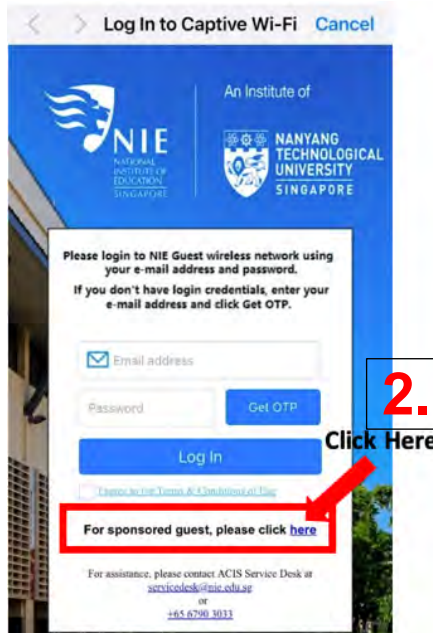 Log In to Captive Wi-Fi Cancel
An Institute of
NIE
NATIONAL
INSTITUTE OF
EDUCATION
SINGAPORE
NANYANG
TECHNOLOGICAL
UNIVERSITY
SINGAPORE
Please login to NIE Guest wireless network using
your e-mail address and password.
If you don't have login credentials, enter your
e-mail address and click Get OTP.
Email address
Password
Get OTP
2.
Click Here
Log In
I agree to the Terms & Conditions of Use
For sponsored guest, please click here
For assistance, please contact ACIS Service Desk at
servicedesk@nie.edu.sg
or
+65 6790 3033